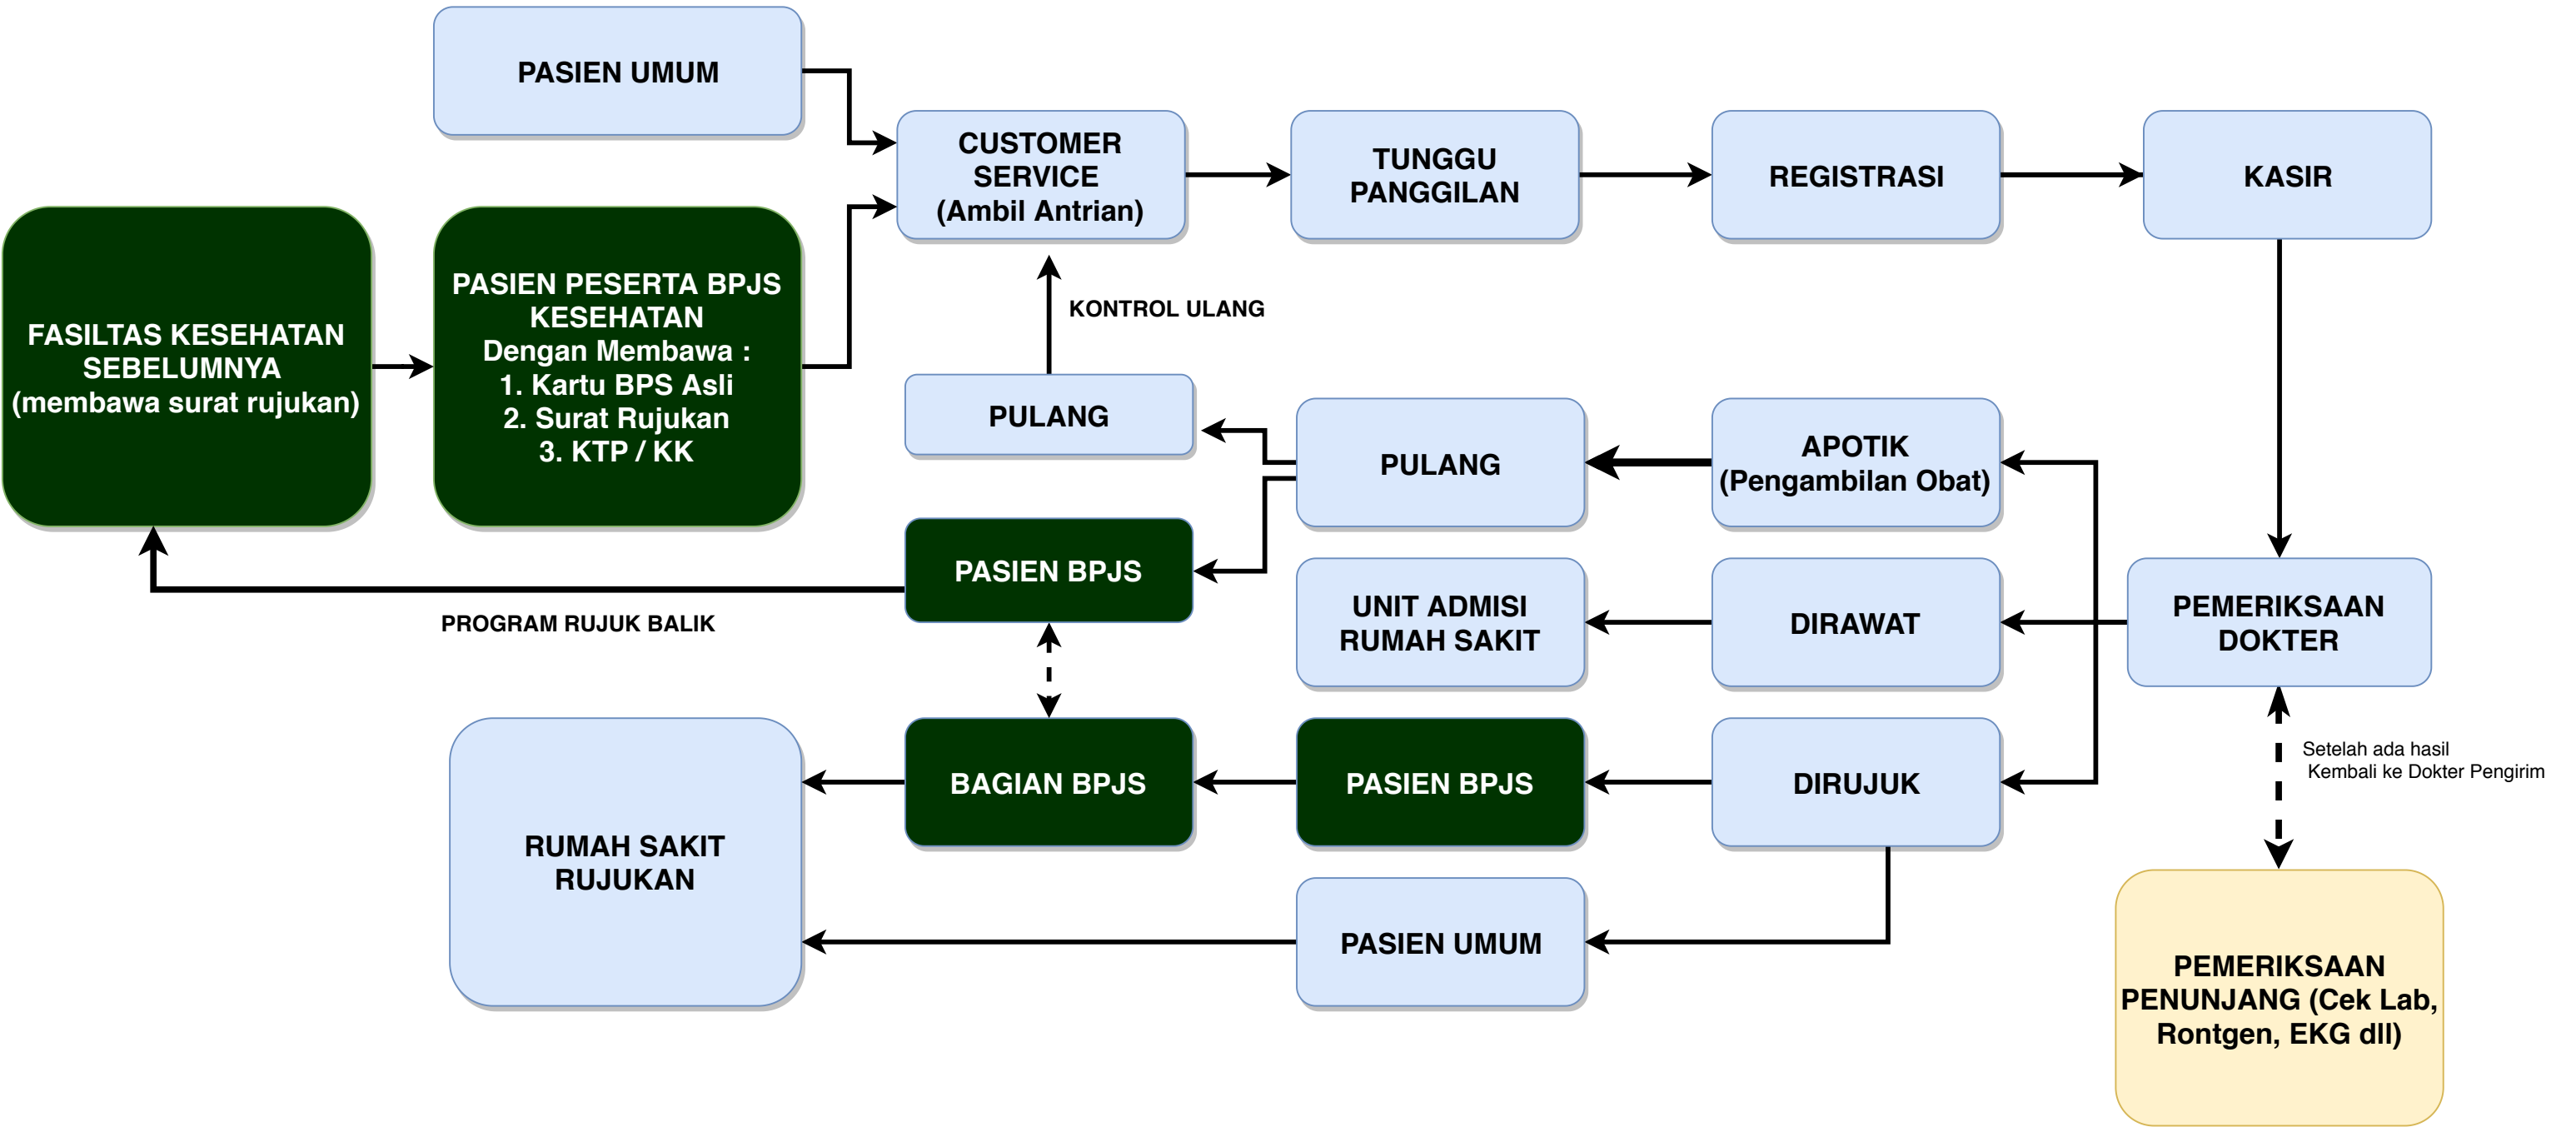 PASIEN UMUM
CUSTOMER
SERVICE
(Ambil Antrian)
TUNGGU
PANGGILAN
REGISTRASI
KASIR
FASILTAS KESEHATAN
SEBELUMNYA
(membawa surat rujukan)
PASIEN PESERTA BPJS
KESEHATAN
Dengan Membawa :
1. Kartu BPS Asli
2. Surat Rujukan
3. KTP / KK
KONTROL ULANG
PULANG
PULANG
APOTIK
(Pengambilan Obat)
PASIEN BPJS
PROGRAM RUJUK BALIK
UNIT ADMISI
RUMAH SAKIT
DIRAWAT
PEMERIKSAAN
DOKTER
RUMAH SAKIT
RUJUKAN
BAGIAN BPJS
PASIEN BPJS
DIRUJUK
Setelah ada hasil
Kembali ke Dokter Pengirim
PASIEN UMUM
PEMERIKSAAN
PENUNJANG (Cek Lab,
Rontgen, EKG dll)